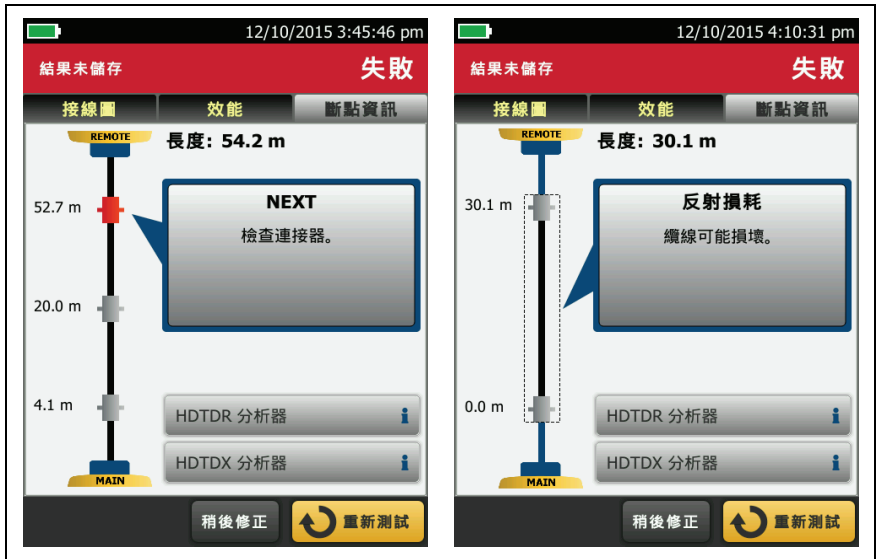 12/10/2015 3:45:46 pm
結果未儲存
失敗
接線圖
效能
斷點資訊
REMOTE
長度: 54.2 m
52.7 m
NEXT
檢查連接器。
20.0 m
4.1 m
HDTDR 分析器
i
HDTDX 分析器
i
MAIN
稍後修正
重新測試
12/10/2015 4:10:31 pm
結果未儲存
失敗
接線圖
效能
斷點資訊
REMOTE
長度: 30.1 m
30.1 m
反射損耗
纜線可能損壞。
0.0 m
HDTDR 分析器
i
HDTDX 分析器
i
MAIN
稍後修正
重新測試